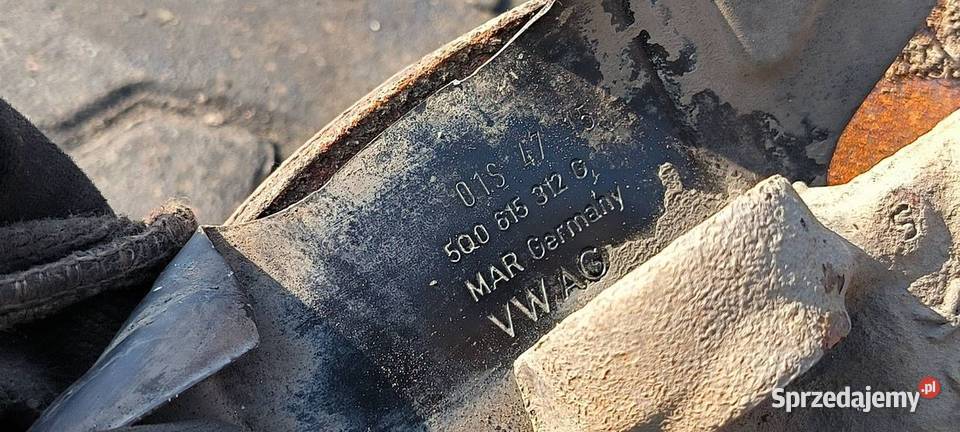 01S 47 15
5Q0 615 312 G
MAR Germany
VW AG
S
Sprzedajemy.pl